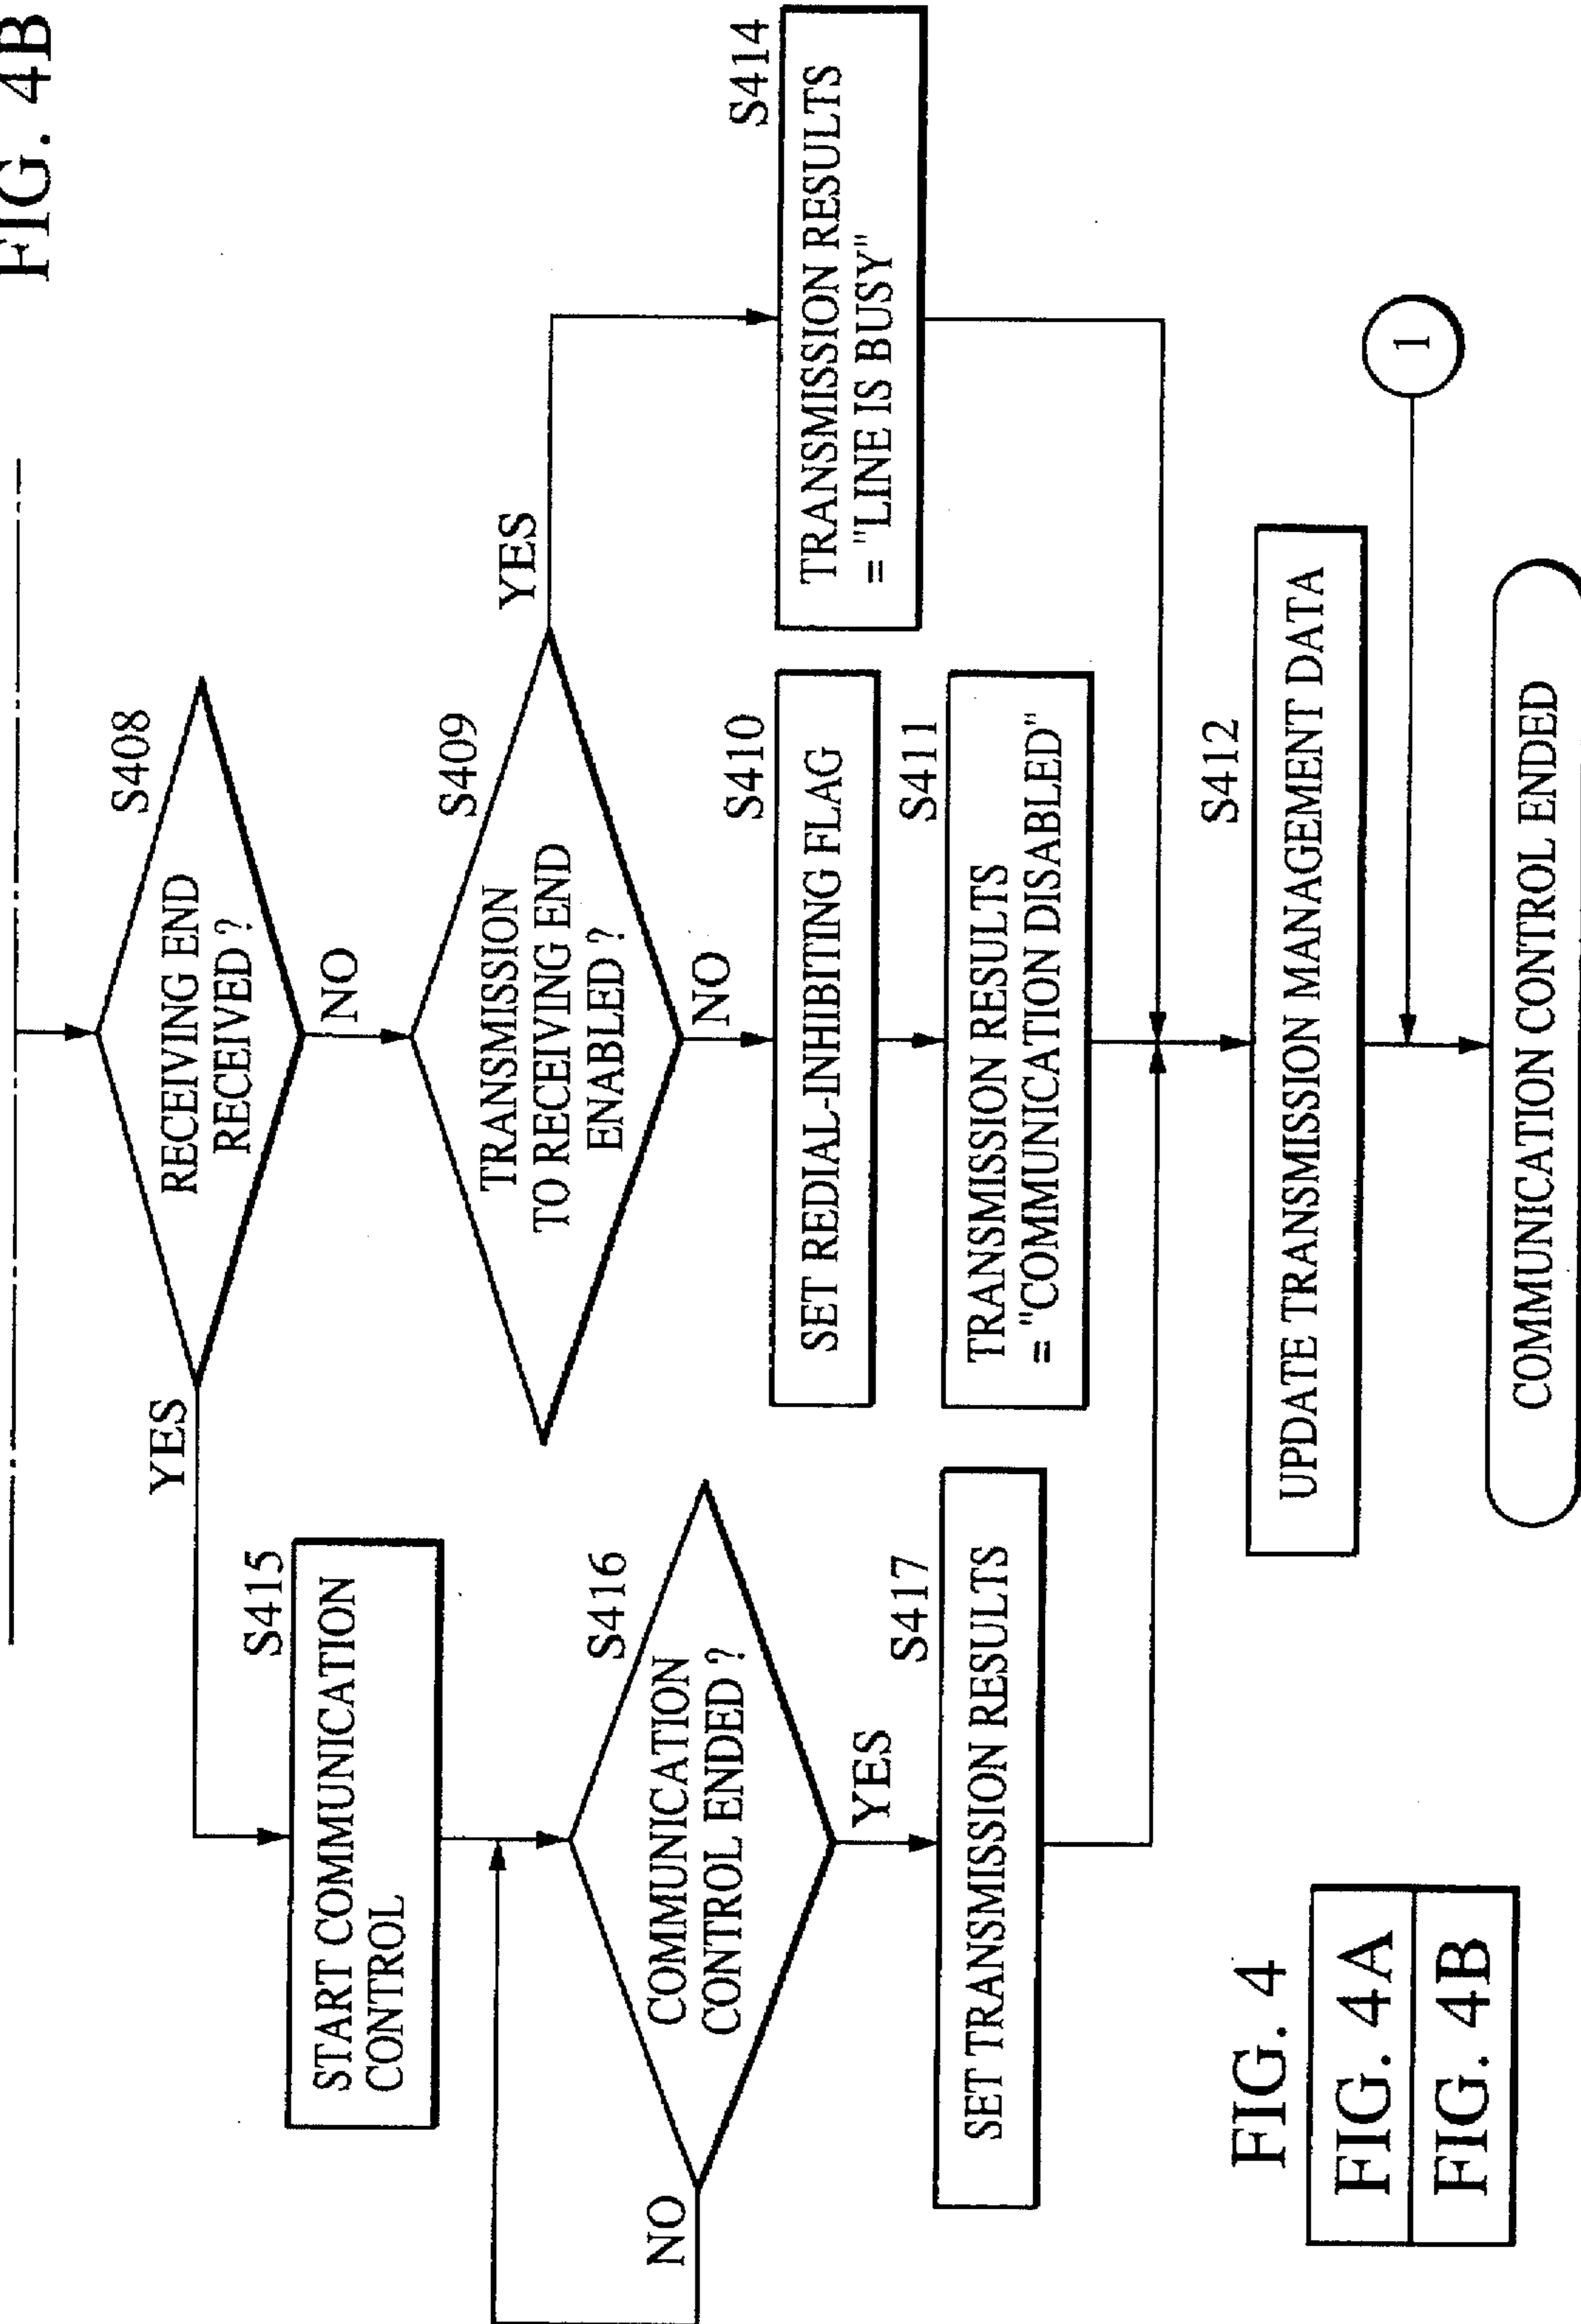 FIG. 4B
S408
RECEIVING END
RECEIVED ?
YES
NO
S409
TRANSMISSION
TO RECEIVING END
ENABLED ?
YES
NO
S415
START COMMUNICATION
CONTROL
S416
COMMUNICATION
CONTROL ENDED ?
NO
YES
S417
SET TRANSMISSION RESULTS
S410
SET REDIAL-INHIBITING FLAG
S411
TRANSMISSION RESULTS
= "COMMUNICATION DISABLED"
S414
TRANSMISSION RESULTS
= "LINE IS BUSY"
S412
UPDATE TRANSMISSION MANAGEMENT DATA
1
COMMUNICATION CONTROL ENDED
FIG. 4
FIG. 4A
FIG. 4B